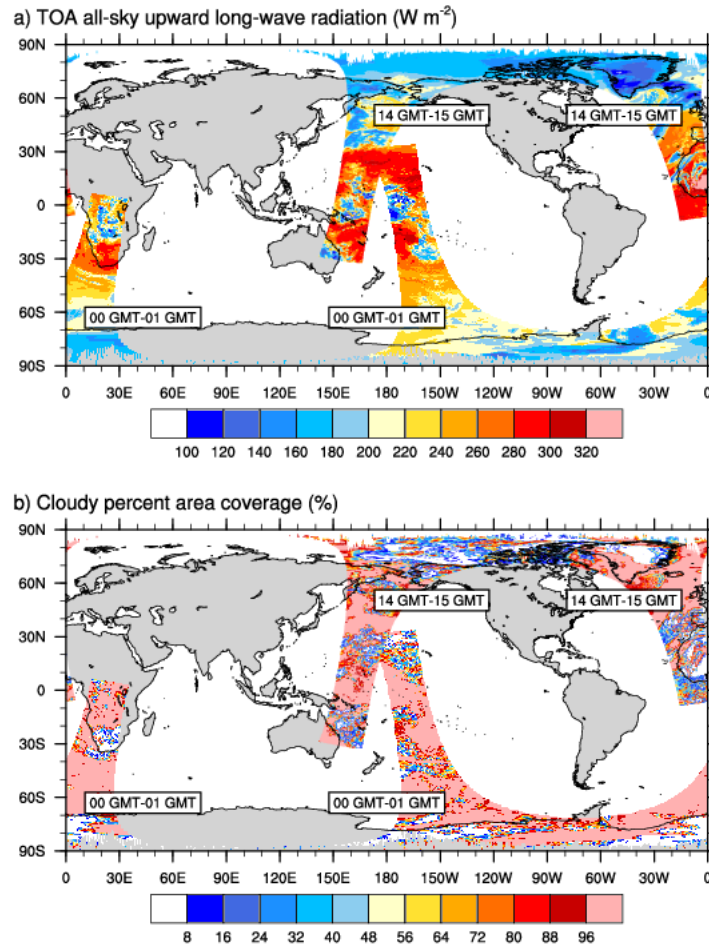 a) TOA all-sky upward long-wave radiation (W m⁻²)
90N
60N
14 GMT-15 GMT 14 GMT-15 GMT
30N
0
30S
60S
00 GMT-01 GMT 00 GMT-01 GMT
90S
0 30E 60E 90E 120E 150E 180 150W 120W 90W 60W 30W 0
100 120 140 160 180 200 220 240 260 280 300 320
b) Cloudy percent area coverage (%)
90N
60N
14 GMT-15 GMT 14 GMT-15 GMT
30N
0
30S
60S
00 GMT-01 GMT 00 GMT-01 GMT
90S
0 30E 60E 90E 120E 150E 180 150W 120W 90W 60W 30W 0
8 16 24 32 40 48 56 64 72 80 88 96